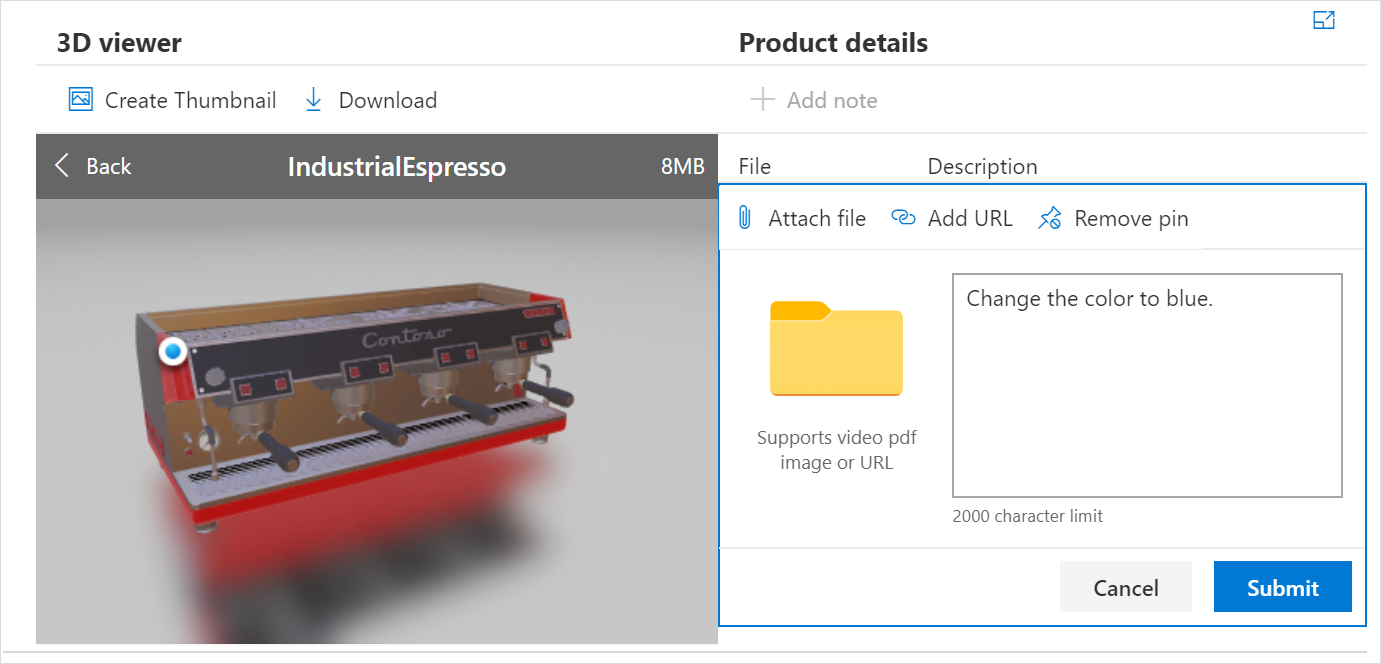 3D viewer
Product details
Create Thumbnail
Download
Add note
Back
IndustrialEspresso
8MB
File
Description
Attach file
Add URL
Remove pin
Contoso
Change the color to blue.
Supports video pdf
image or URL
2000 character limit
Cancel
Submit